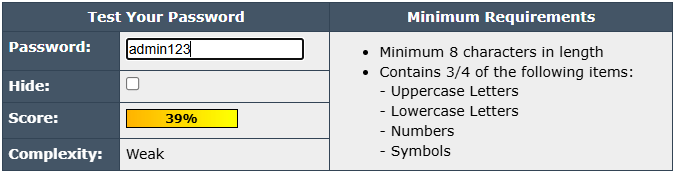 Test Your Password
Minimum Requirements
Password: admin123
Hide:
Score: 39%
Complexity: Weak
• Minimum 8 characters in length
• Contains 3/4 of the following items:
- Uppercase Letters
- Lowercase Letters
- Numbers
- Symbols